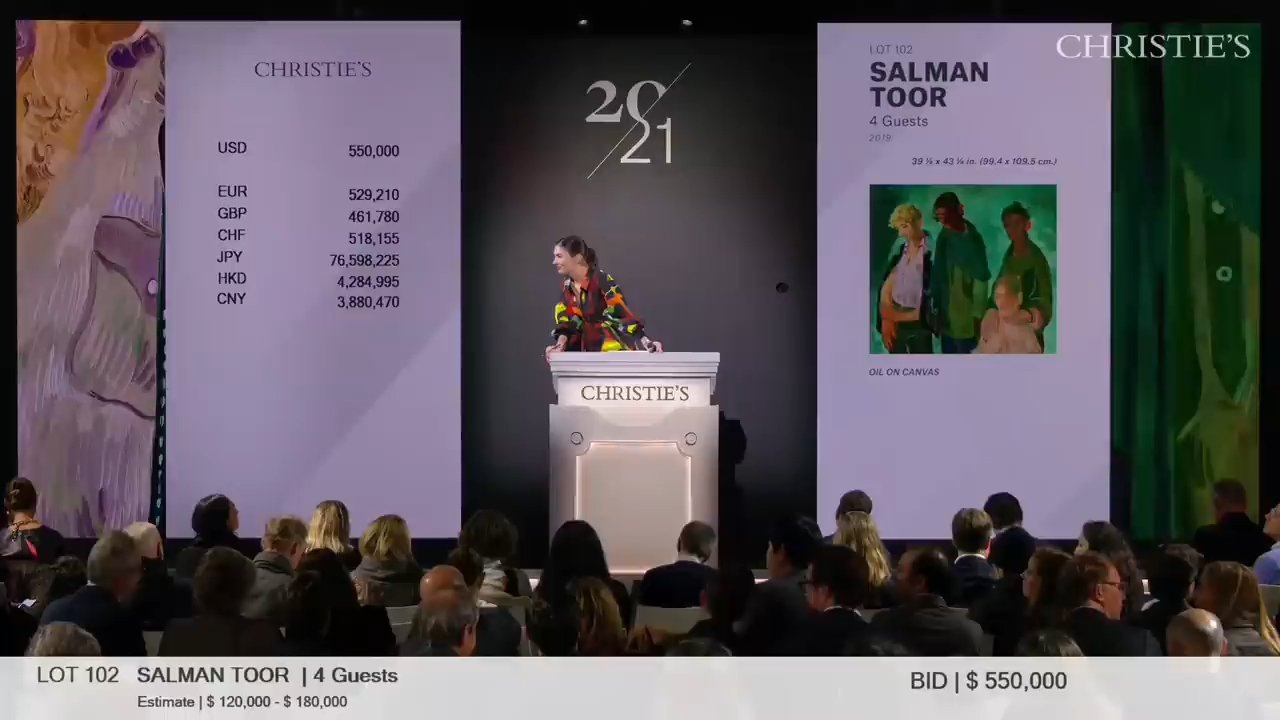 CHRISTIE'S
USD 550,000
EUR 529,210
GBP 461,780
CHF 518,155
JPY 76,598,225
HKD 4,284,995
CNY 3,880,470
20
21
CHRISTIE'S
LOT 102
SALMAN
TOOR
4 Guests
2019
39 ⅛ x 43 ⅛ in. (99.4 x 109.5 cm.)
OIL ON CANVAS
CHRISTIE'S
LOT 102 SALMAN TOOR | 4 Guests
Estimate | $ 120,000 - $ 180,000
BID | $ 550,000